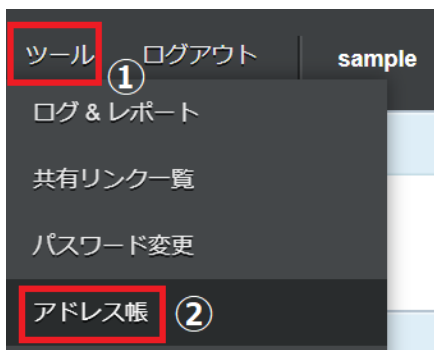 ツール ① ログアウト sample
ログ & レポート
共有リンク一覧
パスワード変更
アドレス帳 ②